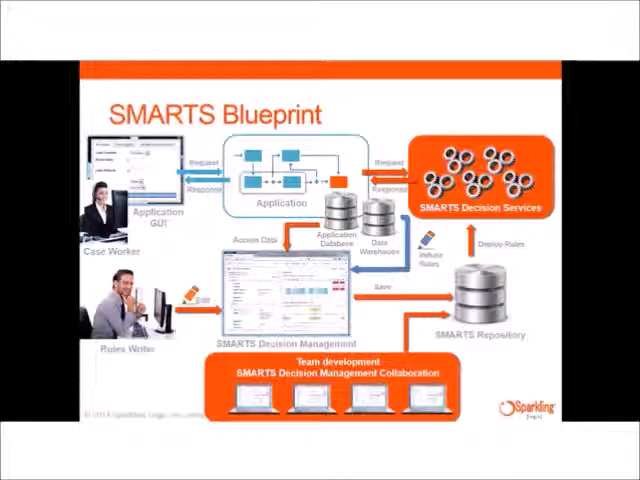 SMARTS Blueprint
Request
Response
Application
Request
Response
SMARTS Decision Services
Application
GUI
Case Worker
Application
Database
Data
Warehouse
Access Data
Rules
Deploy Rules
Edit
Save
Rules Writer
SMARTS Decision Management
SMARTS Repository
Team development
SMARTS Decision Management Collaboration
Sparkling